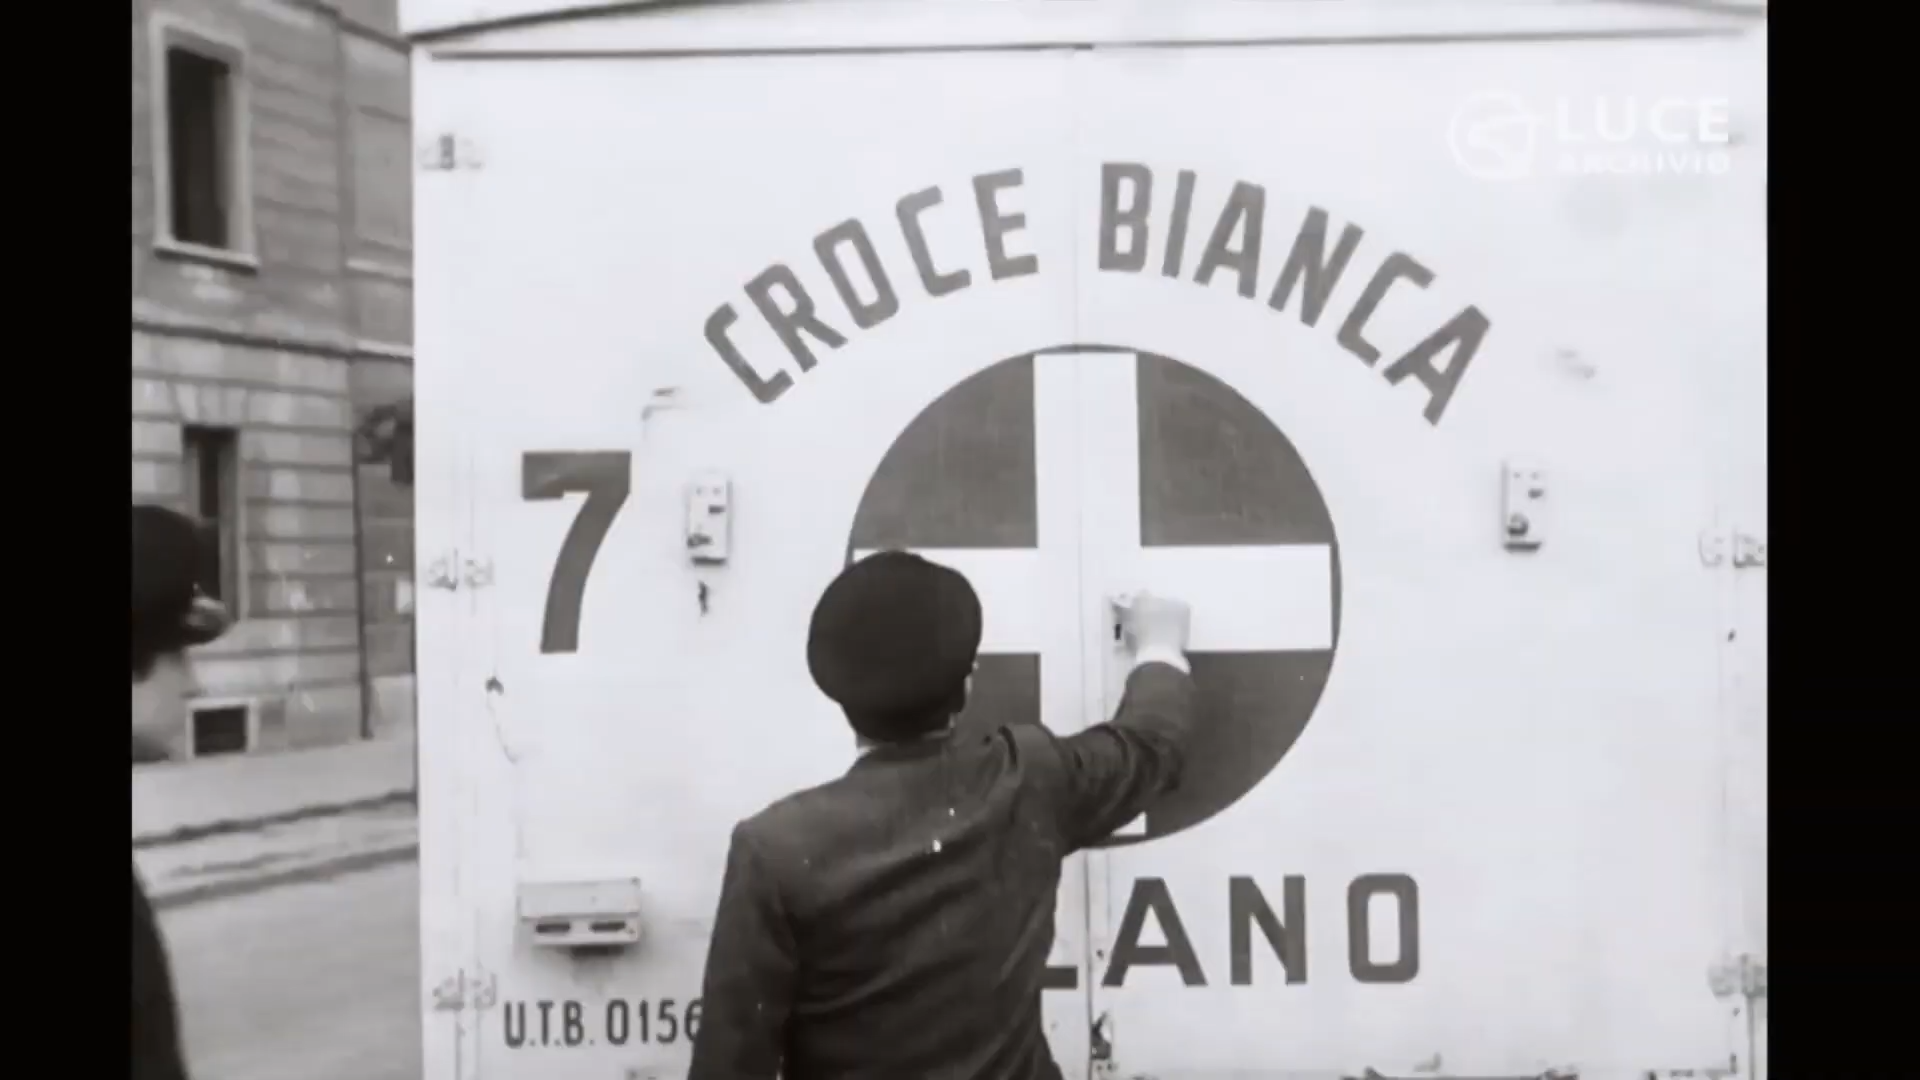 LUCE
ARCHIVIO
CROCE BIANCA
7
LANO
U.T.B. 0156